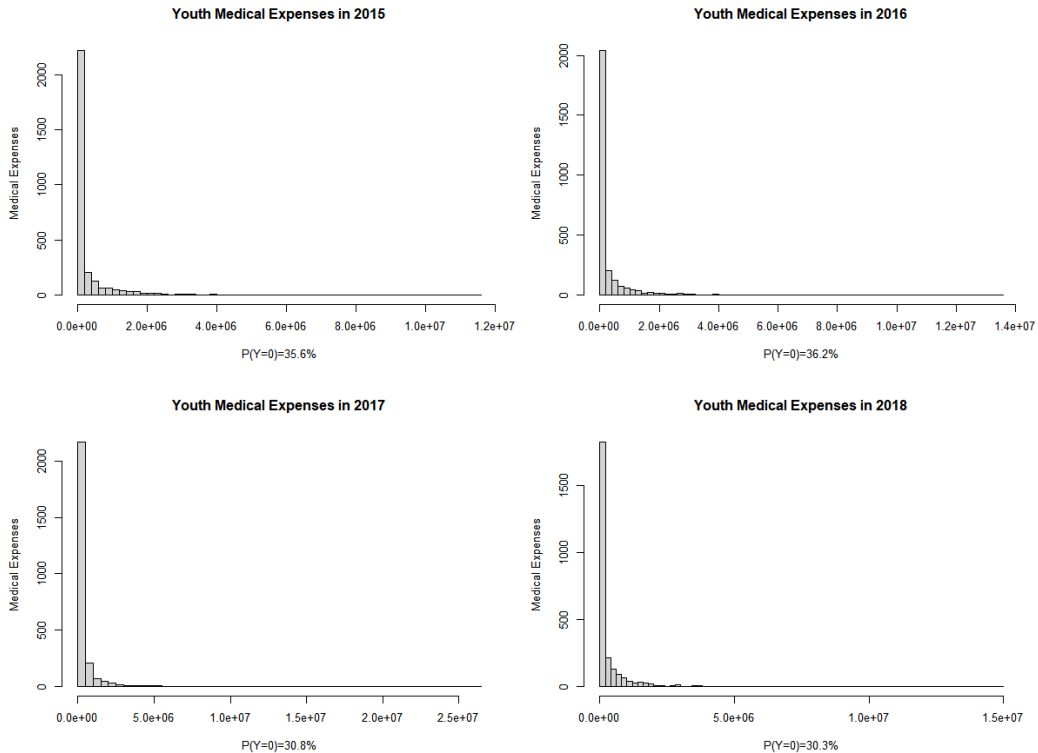 Youth Medical Expenses in 2015
Medical Expenses
0
500
1000
1500
2000
0.0e+00 2.0e+06 4.0e+06 6.0e+06 8.0e+06 1.0e+07 1.2e+07
P(Y=0)=35.6%
Youth Medical Expenses in 2016
Medical Expenses
0
500
1000
1500
2000
0.0e+00 2.0e+06 4.0e+06 6.0e+06 8.0e+06 1.0e+07 1.2e+07 1.4e+07
P(Y=0)=36.2%
Youth Medical Expenses in 2017
Medical Expenses
0
500
1000
1500
2000
0.0e+00 5.0e+06 1.0e+07 1.5e+07 2.0e+07 2.5e+07
P(Y=0)=30.8%
Youth Medical Expenses in 2018
Medical Expenses
0
500
1000
1500
0.0e+00 5.0e+06 1.0e+07 1.5e+07
P(Y=0)=30.3%